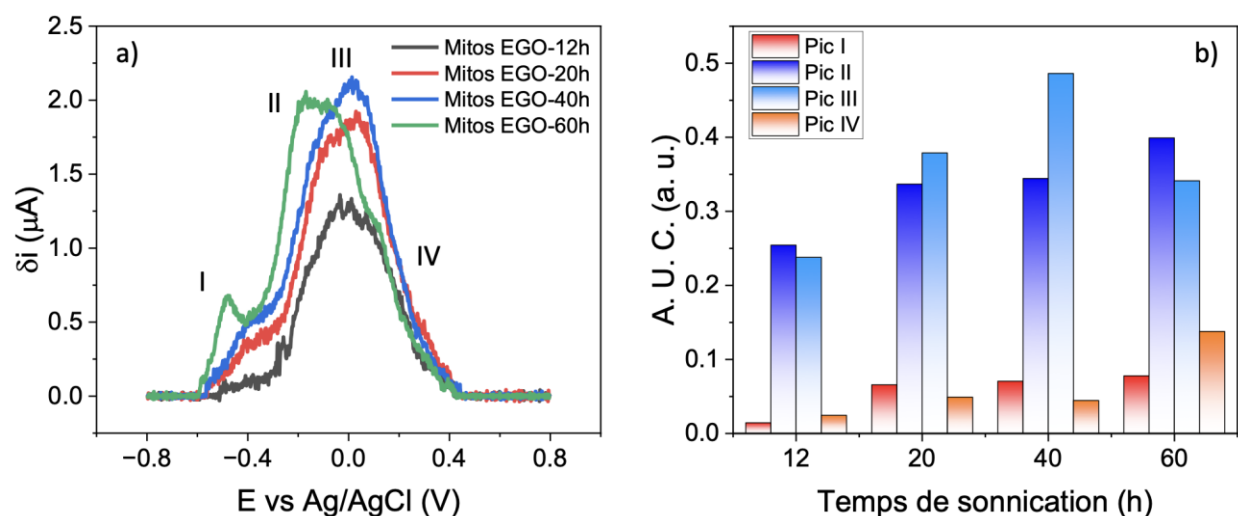 a)
III
II
I
IV
Mitos EGO-12h
Mitos EGO-20h
Mitos EGO-40h
Mitos EGO-60h
2.5
2.0
1.5
1.0
0.5
0.0
δi (μA)
−0.8
−0.4
0.0
0.4
0.8
E vs Ag/AgCl (V)
b)
Pic I
Pic II
Pic III
Pic IV
0.5
0.4
0.3
0.2
0.1
0.0
A. U. C. (a. u.)
12
20
40
60
Temps de sonnication (h)